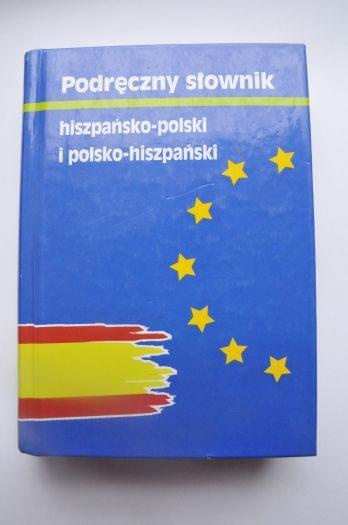 Podręczny słownik
hiszpańsko-polski
i polsko-hiszpański